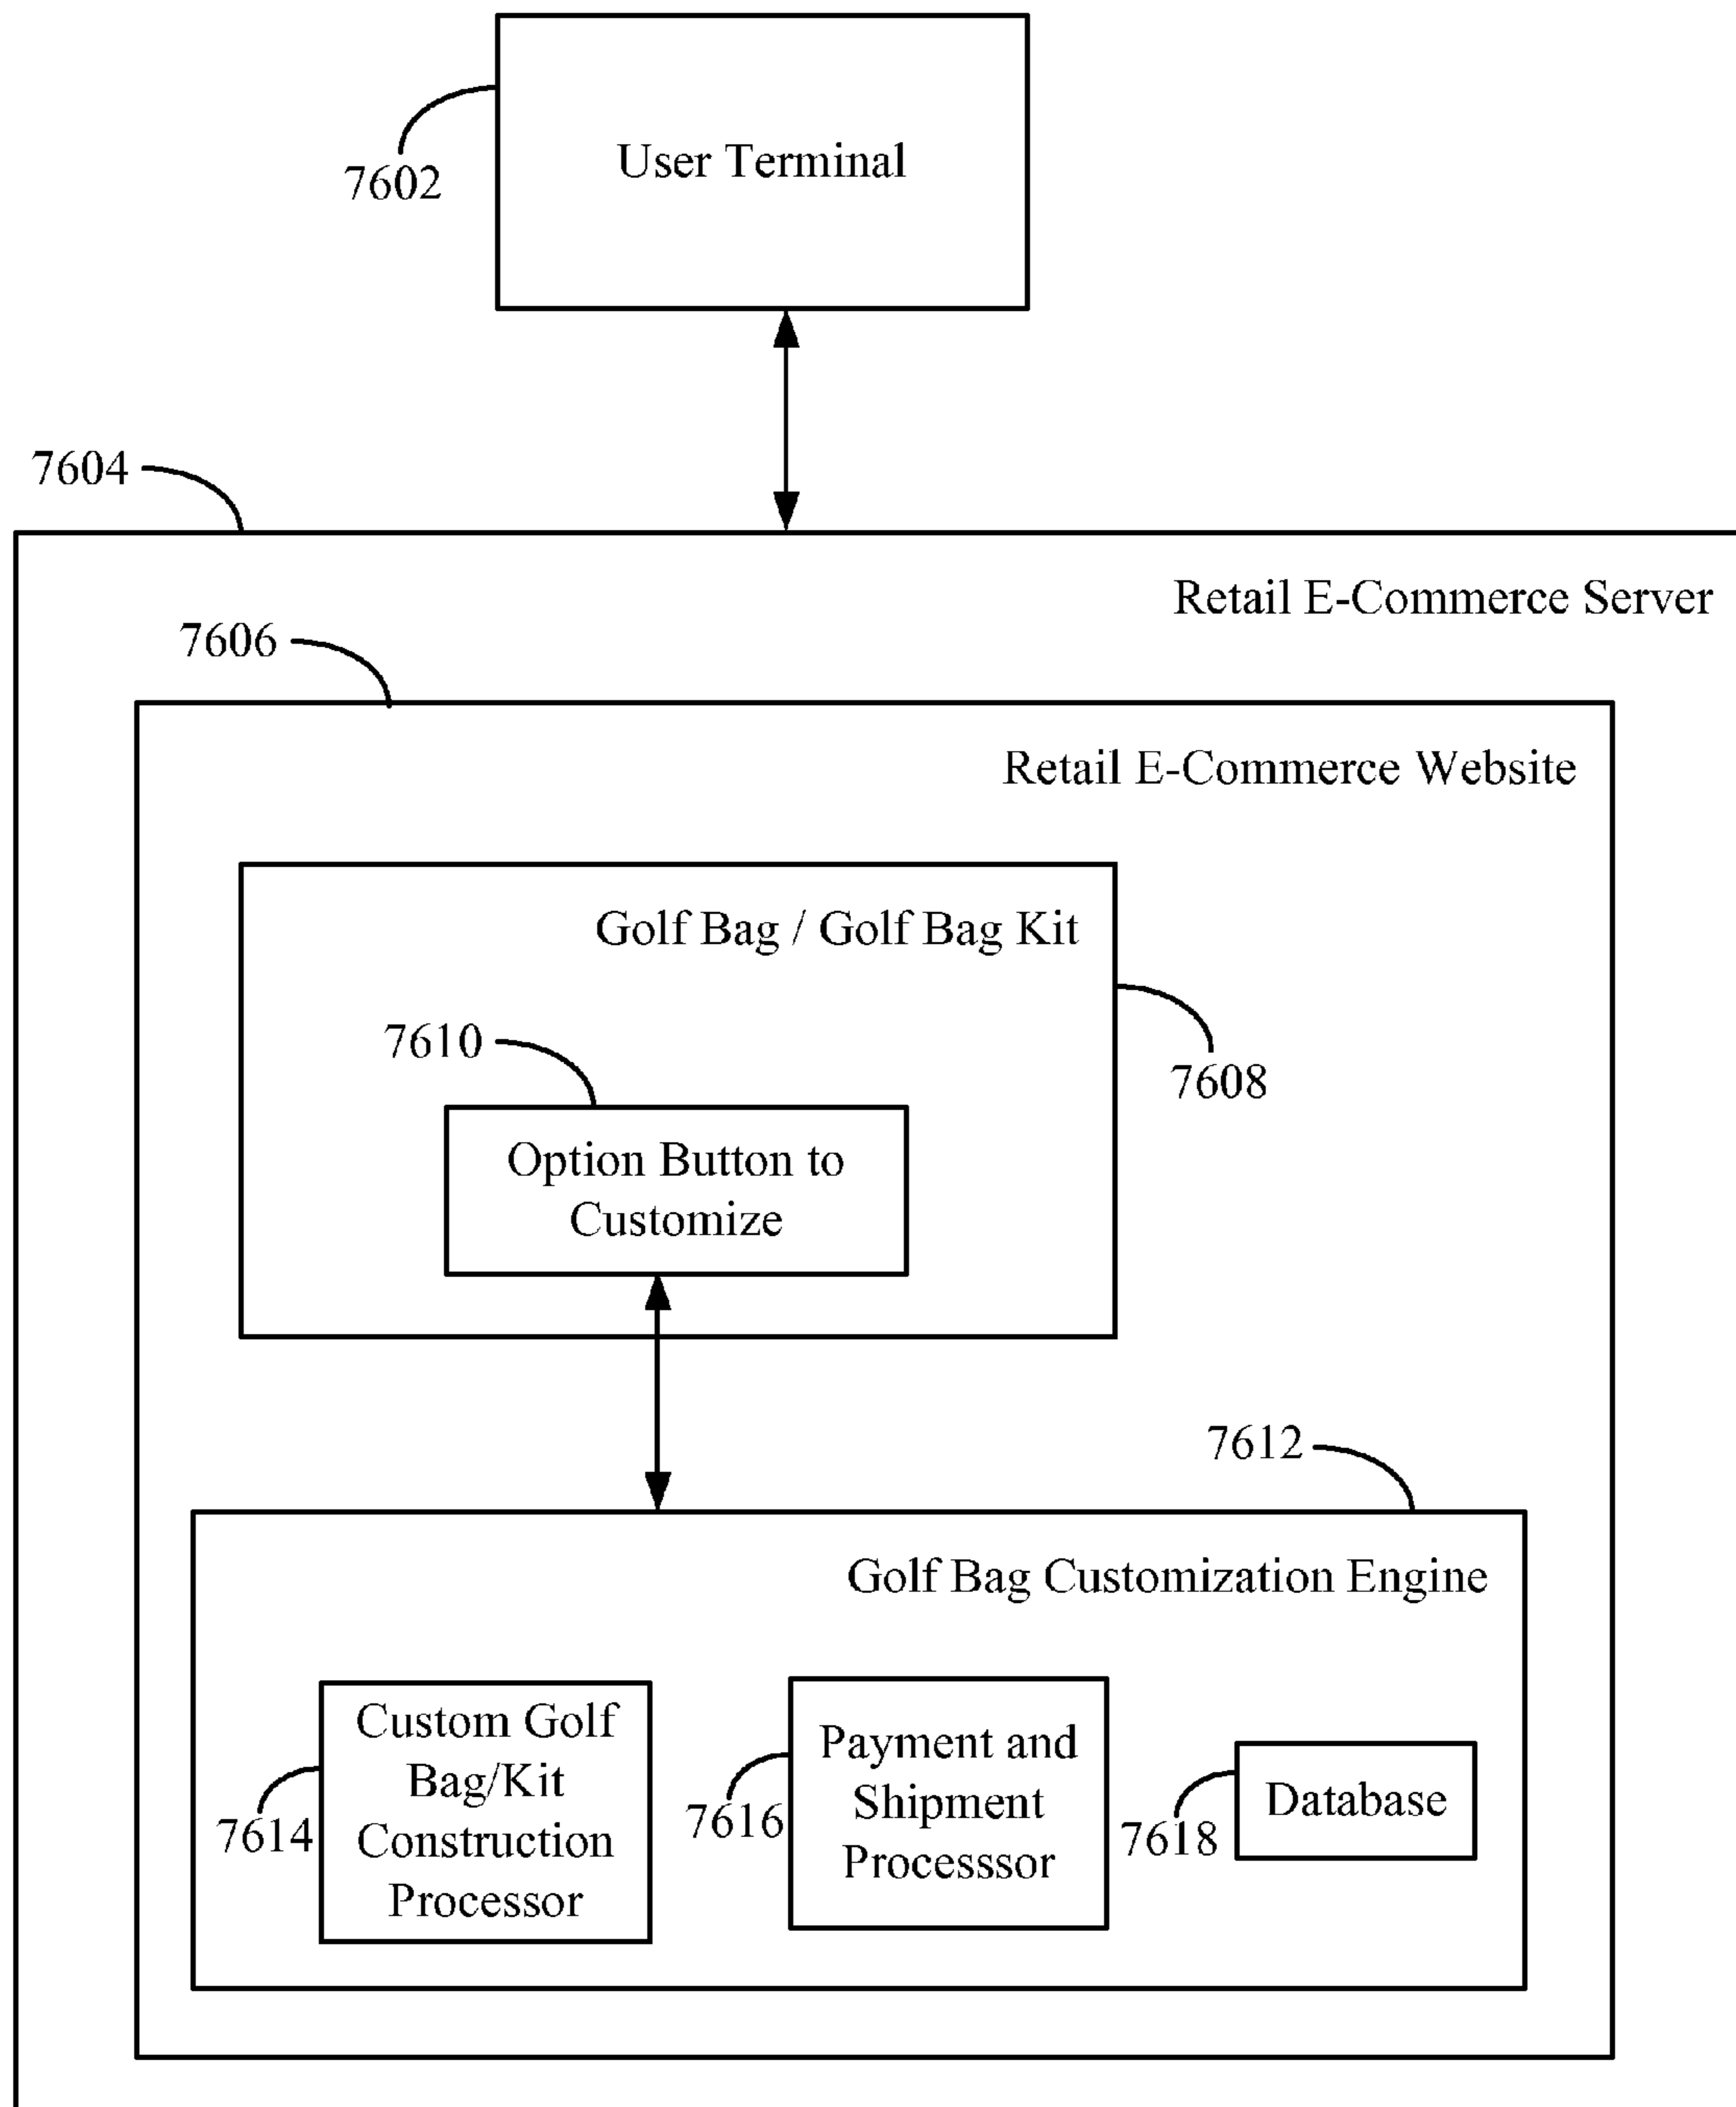 User Terminal
7602
7604
Retail E-Commerce Server
7606
Retail E-Commerce Website
Golf Bag / Golf Bag Kit
7610
7608
Option Button to
Customize
7612
Golf Bag Customization Engine
Custom Golf
Bag/Kit
Construction
Processor
7614
Payment and
Shipment
Processsor
7616
Database
7618